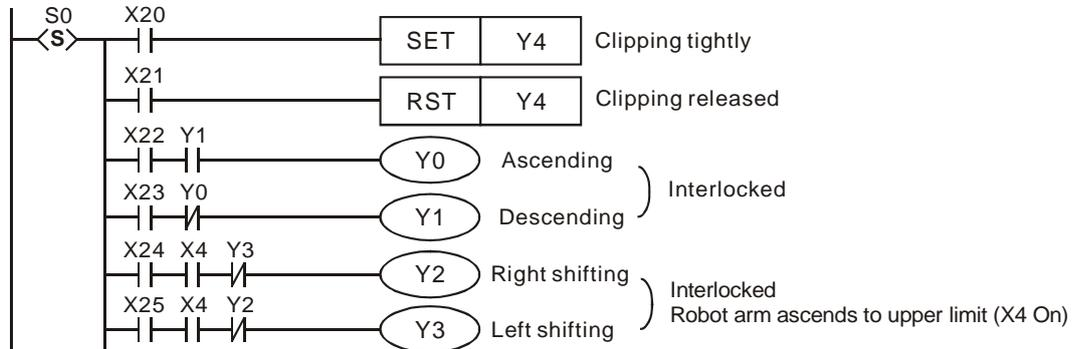 S0 X20
S SET Y4 Clipping tightly
X21
RST Y4 Clipping released
X22 Y1
Y0 Ascending
Interlocked
X23 Y0
Y1 Descending
X24 X4 Y3
Y2 Right shifting
Interlocked
Robot arm ascends to upper limit (X4 On)
X25 X4 Y2
Y3 Left shifting